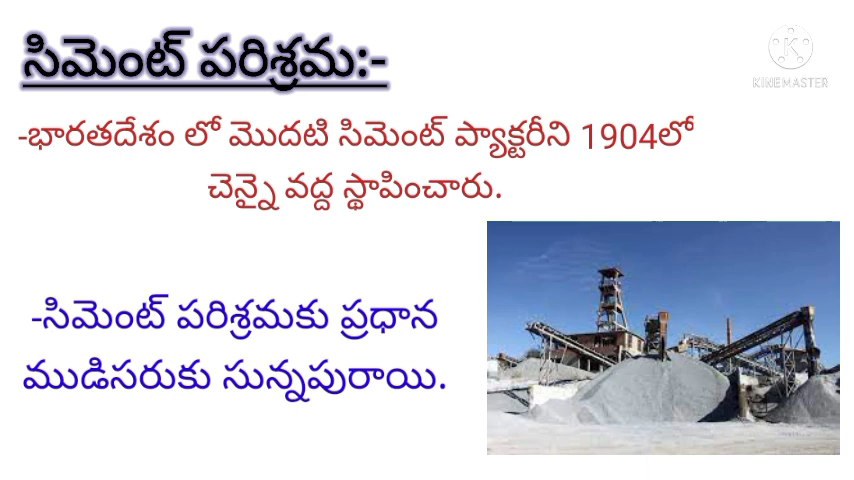 సిమెంట్ పరిశ్రమ:-
KINEMASTER
-భారతదేశం లో మొదటి సిమెంట్ ప్యాక్టరీని 1904లో
చెన్నై వద్ద స్థాపించారు.
-సిమెంట్ పరిశ్రమకు ప్రధాన
ముడిసరుకు సున్నపురాయి.